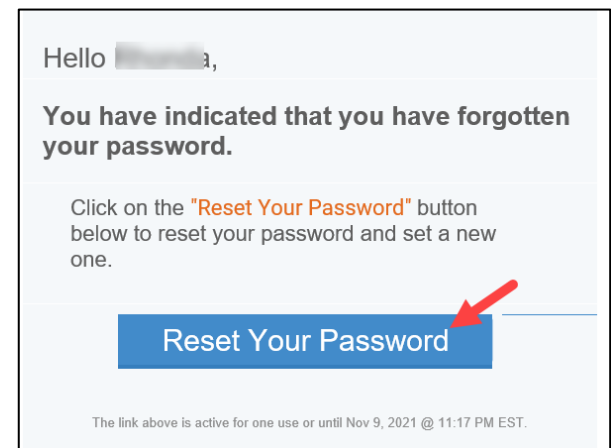 Hello
You have indicated that you have forgotten
your password.
Click on the "Reset Your Password" button
below to reset your password and set a new
one.
Reset Your Password
The link above is active for one use or until Nov 9, 2021 @ 11:17 PM EST.